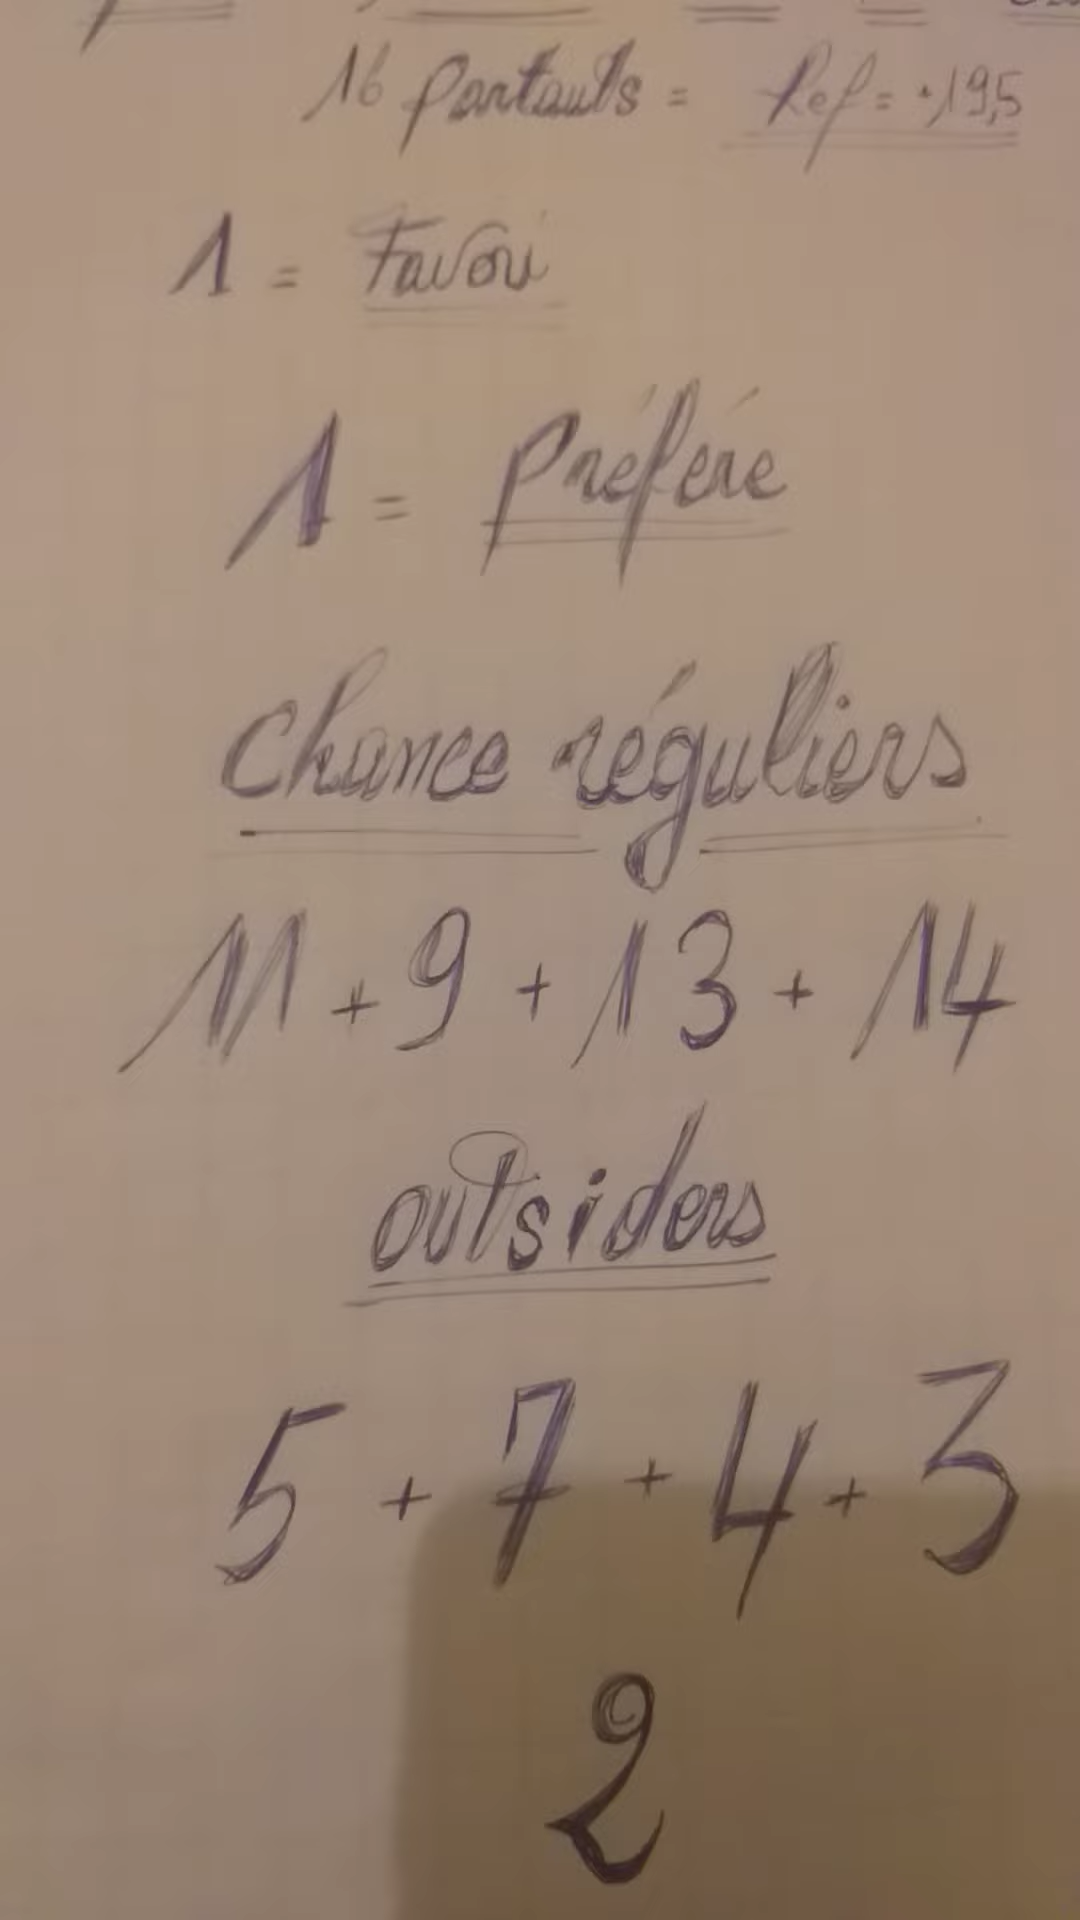 16 partants = Ref = +19,5
1 = Favori
1 = Préféré
Chance réguliers
11 + 9 + 13 + 14
outsiders
5 + 7 + 4 + 3
2